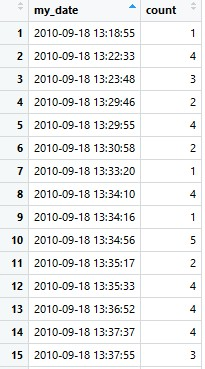 my_date count
1 2010-09-18 13:18:55 1
2 2010-09-18 13:22:33 4
3 2010-09-18 13:23:48 3
4 2010-09-18 13:29:46 2
5 2010-09-18 13:29:55 4
6 2010-09-18 13:30:58 2
7 2010-09-18 13:33:20 1
8 2010-09-18 13:34:10 4
9 2010-09-18 13:34:16 1
10 2010-09-18 13:34:56 5
11 2010-09-18 13:35:17 2
12 2010-09-18 13:35:33 4
13 2010-09-18 13:36:52 4
14 2010-09-18 13:37:37 4
15 2010-09-18 13:37:55 3